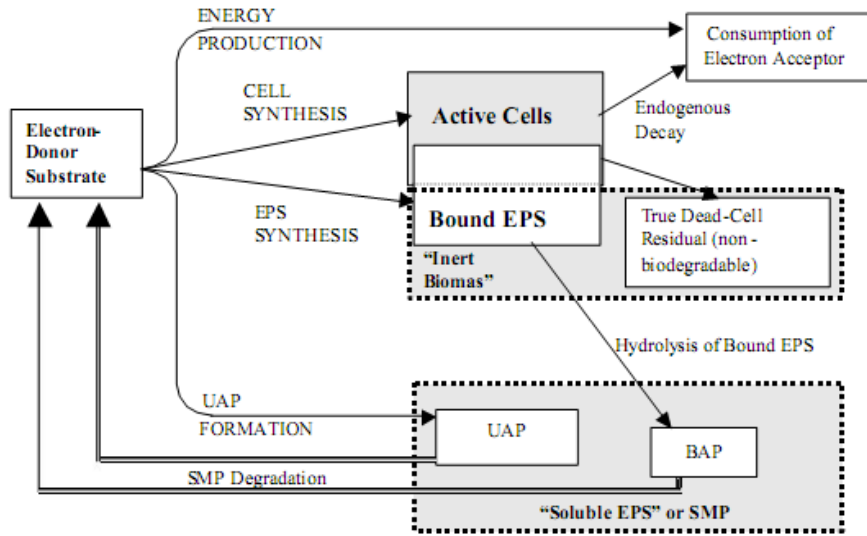 ENERGY
PRODUCTION
Consumption of
Electron Acceptor
CELL
SYNTHESIS
Active Cells
Endogenous
Decay
Electron-
Donor
Substrate
EPS
SYNTHESIS
Bound EPS
True Dead-Cell
Residual (non -
biodegradable)
“Inert
Biomas”
Hydrolysis of Bound EPS
UAP
FORMATION
UAP
BAP
SMP Degradation
“Soluble EPS” or SMP